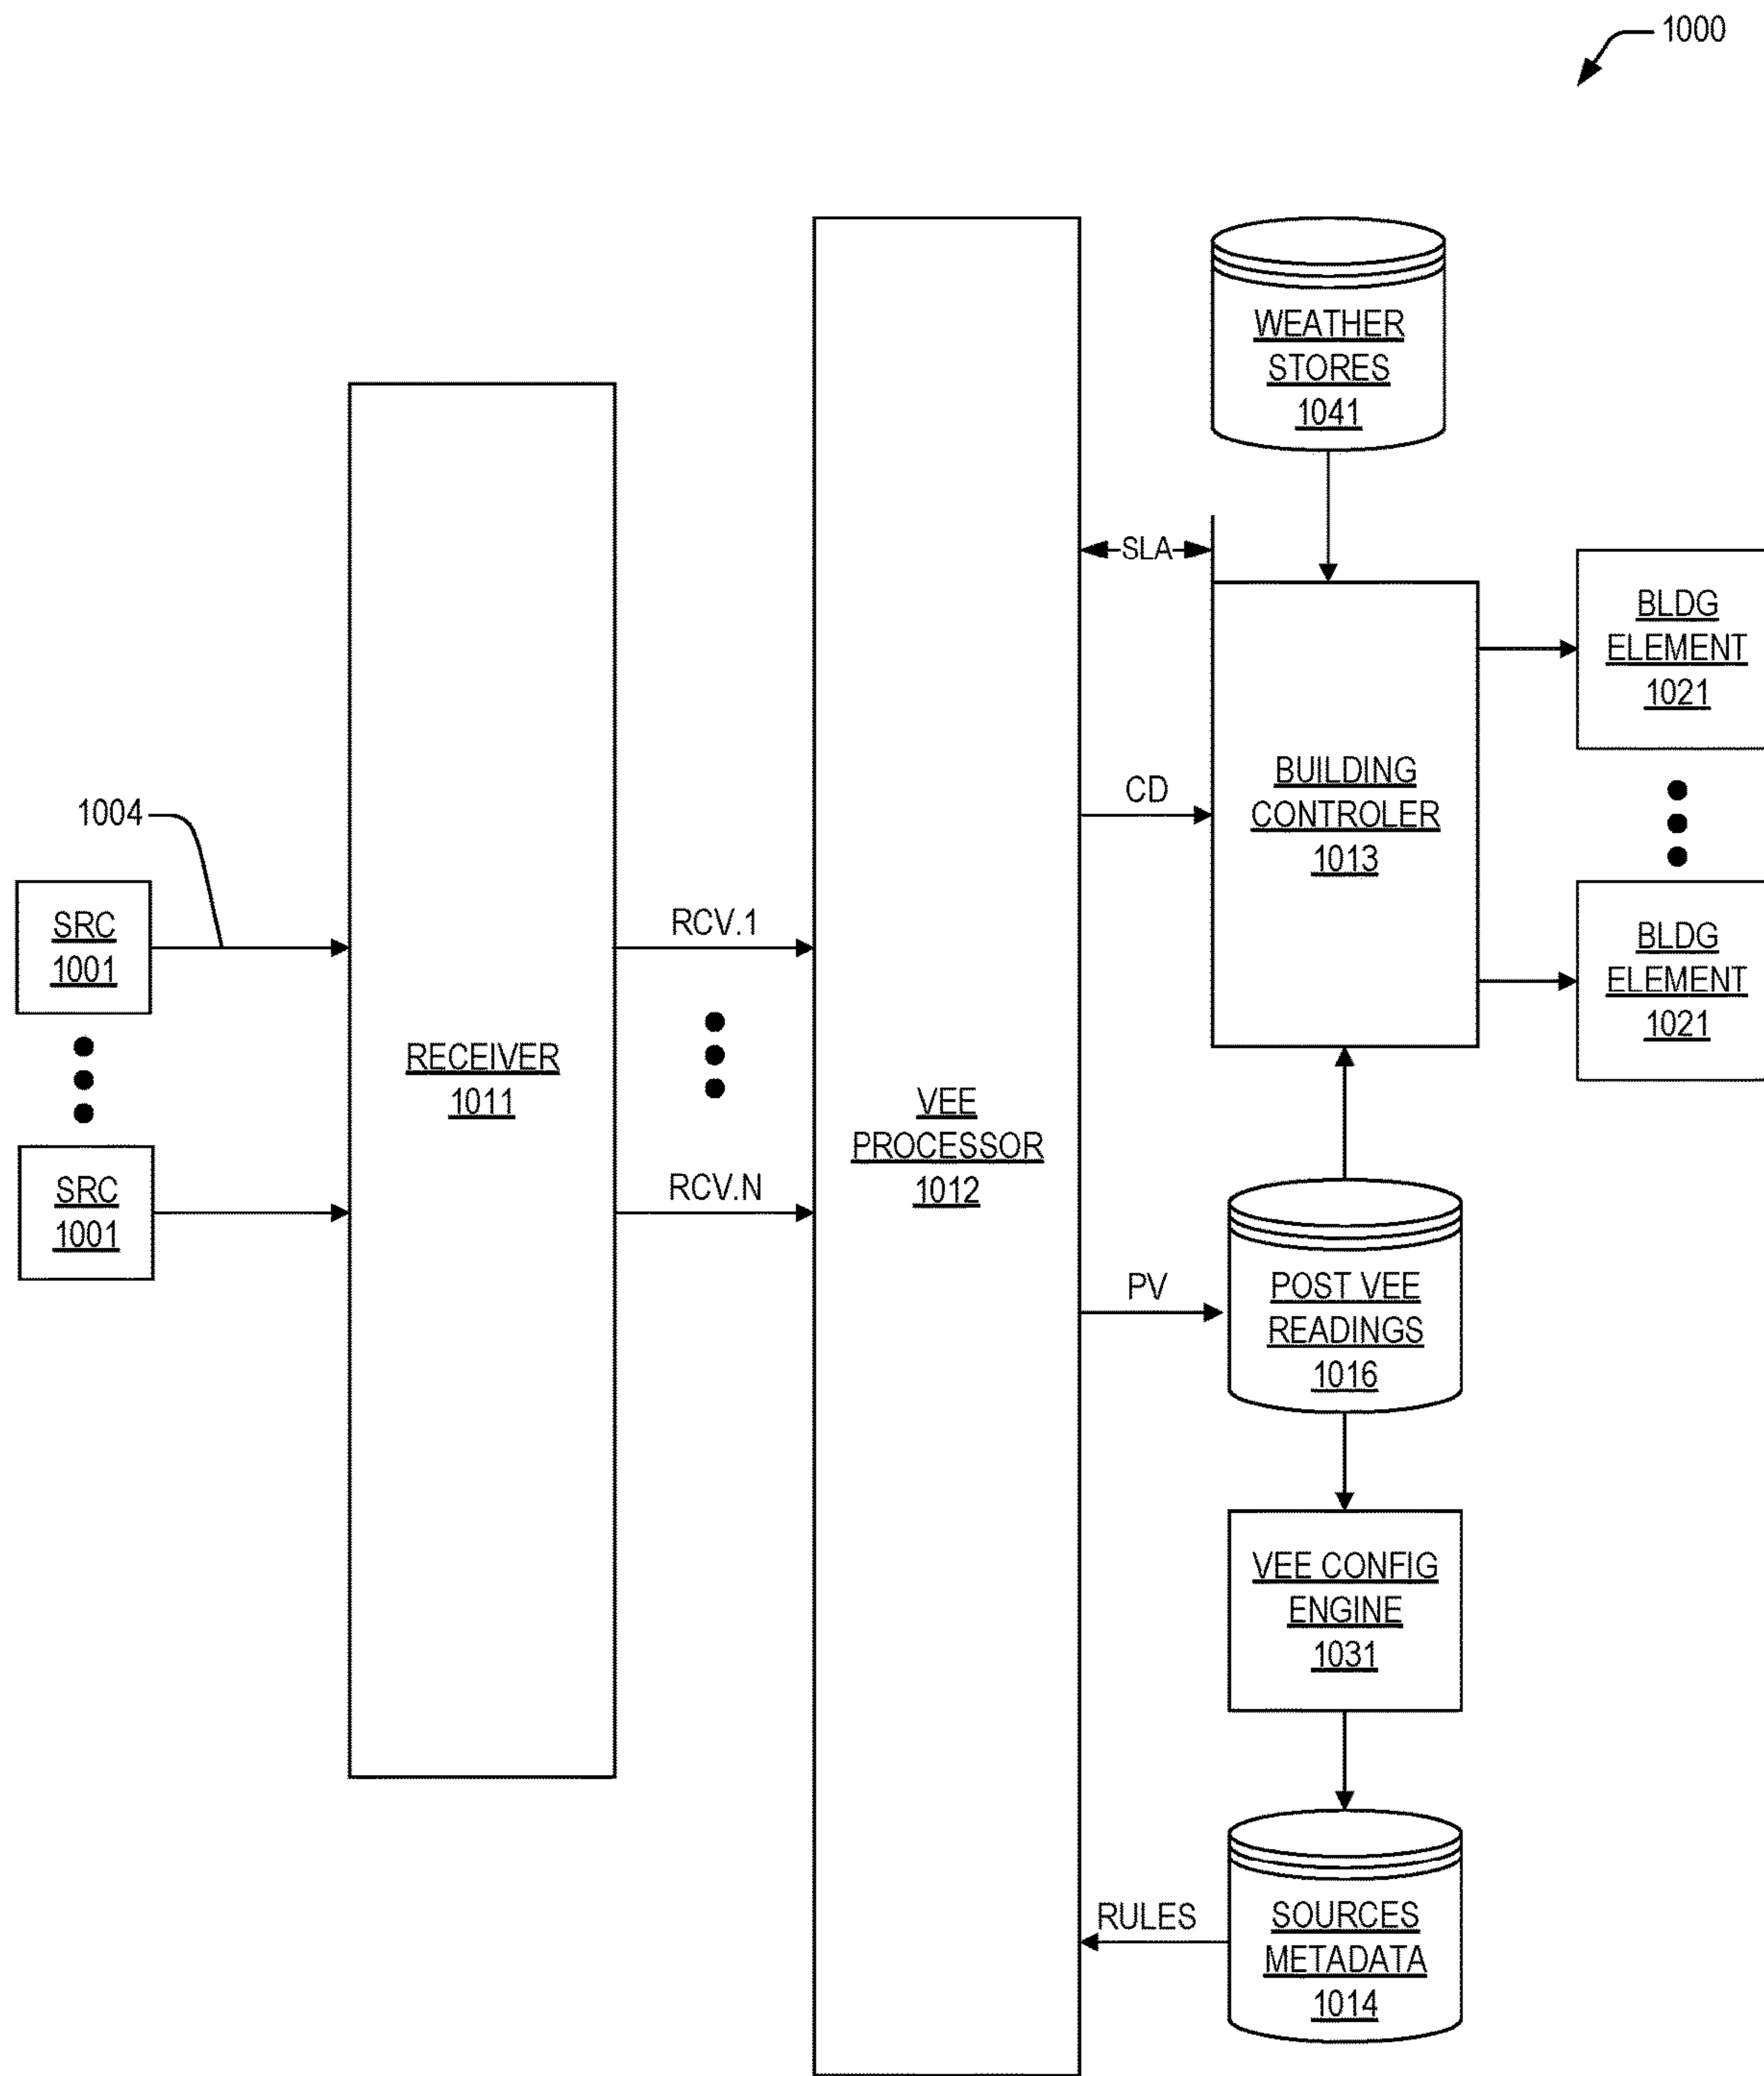 1000
WEATHER
STORES
1041
SLA
BLDG
ELEMENT
1021
CD
BUILDING
CONTROLER
1013
1004
SRC
1001
RCV.1
BLDG
ELEMENT
1021
RECEIVER
1011
VEE
PROCESSOR
1012
SRC
1001
RCV.N
PV
POST VEE
READINGS
1016
VEE CONFIG
ENGINE
1031
RULES
SOURCES
METADATA
1014